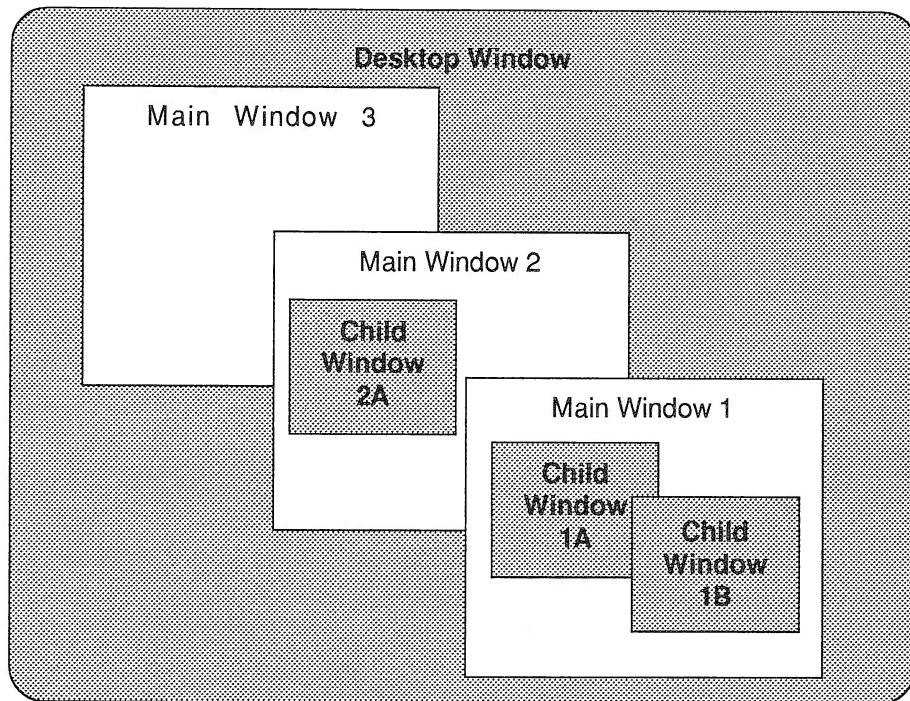 Desktop Window
Main Window 3
Main Window 2
Child
Window
2A
Main Window 1
Child
Window
1A
Child
Window
1B